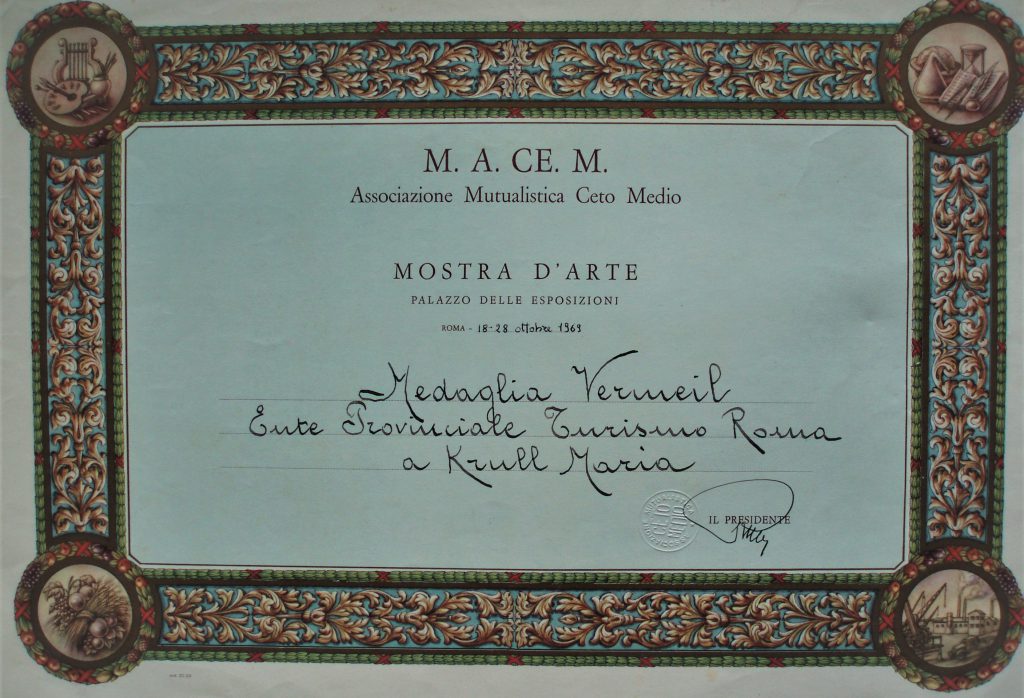 M. A. CE. M.
Associazione Mutualistica Ceto Medio
MOSTRA D'ARTE
PALAZZO DELLE ESPOSIZIONI
ROMA - 18-28 ottobre 1969
Medaglia Vermeil
Ente Provinciale Turismo Roma
a Krull Maria
IL PRESIDENTE